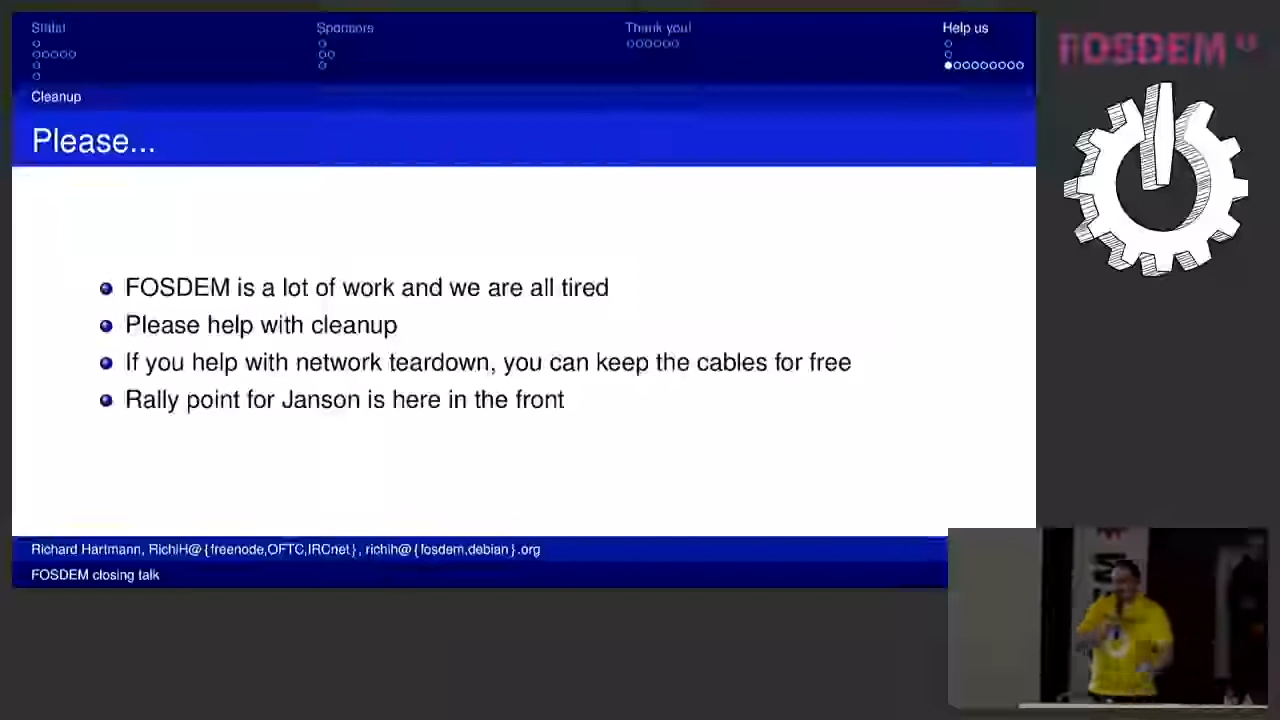 Sponsors
Thank you!
Help us
FOSDEM
Cleanup
Please...
FOSDEM is a lot of work and we are all tired
Please help with cleanup
If you help with network teardown, you can keep the cables for free
Rally point for Janson is here in the front
Richard Hartmann, RichiH@{freenode,OFTC,IRCnet}, richih@{fosdem,debian}.org
FOSDEM closing talk